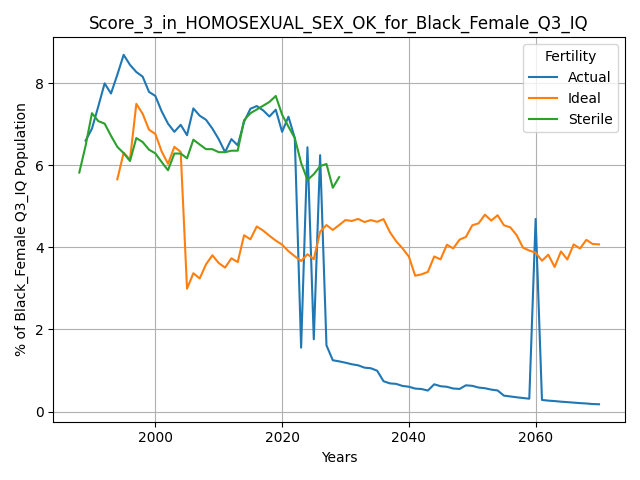 Score_3_in_HOMOSEXUAL_SEX_OK_for_Black_Female_Q3_IQ
Fertility
Actual
Ideal
Sterile
% of Black_Female Q3_IQ Population
8
6
4
2
0
2000
2020
2040
2060
Years